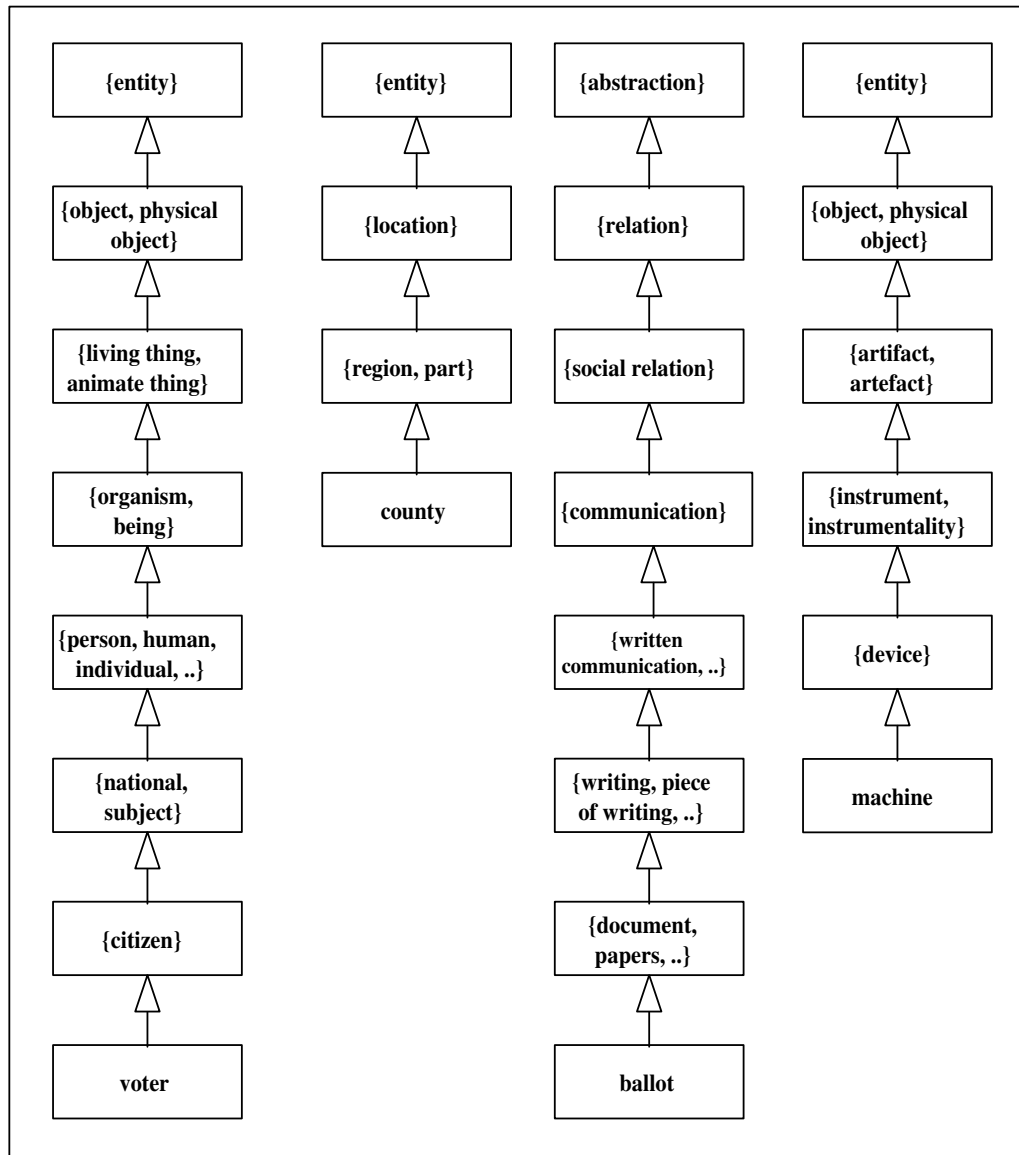 {entity}
{object, physical
object}
{living thing,
animate thing}
{organism,
being}
{person, human,
individual, ..}
{national,
subject}
{citizen}
voter
{entity}
{location}
{region, part}
county
{abstraction}
{relation}
{social relation}
{communication}
{written
communication, ..}
{writing, piece
of writing, ..}
{document,
papers, ..}
ballot
{entity}
{object, physical
object}
{artifact,
artefact}
{instrument,
instrumentality}
{device}
machine